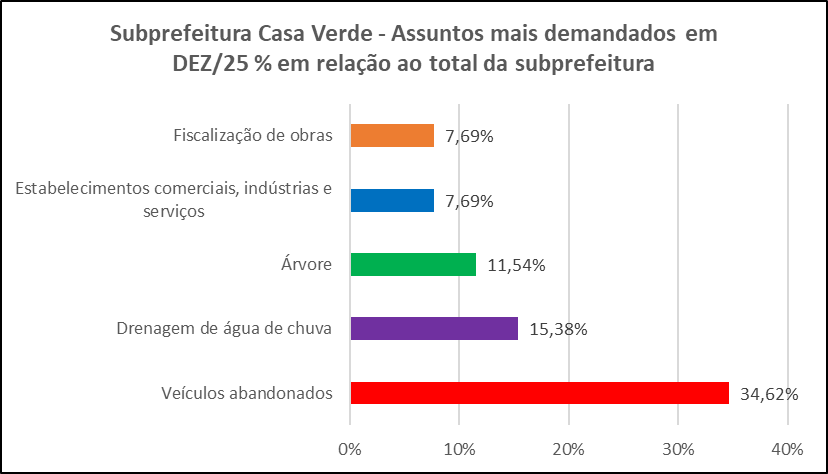 Subprefeitura Casa Verde - Assuntos mais demandados em
DEZ/25 % em relação ao total da subprefeitura
Fiscalização de obras
7,69%
Estabelecimentos comerciais, indústrias e
serviços
7,69%
Árvore
11,54%
Drenagem de água de chuva
15,38%
Veículos abandonados
34,62%
0%
10%
20%
30%
40%